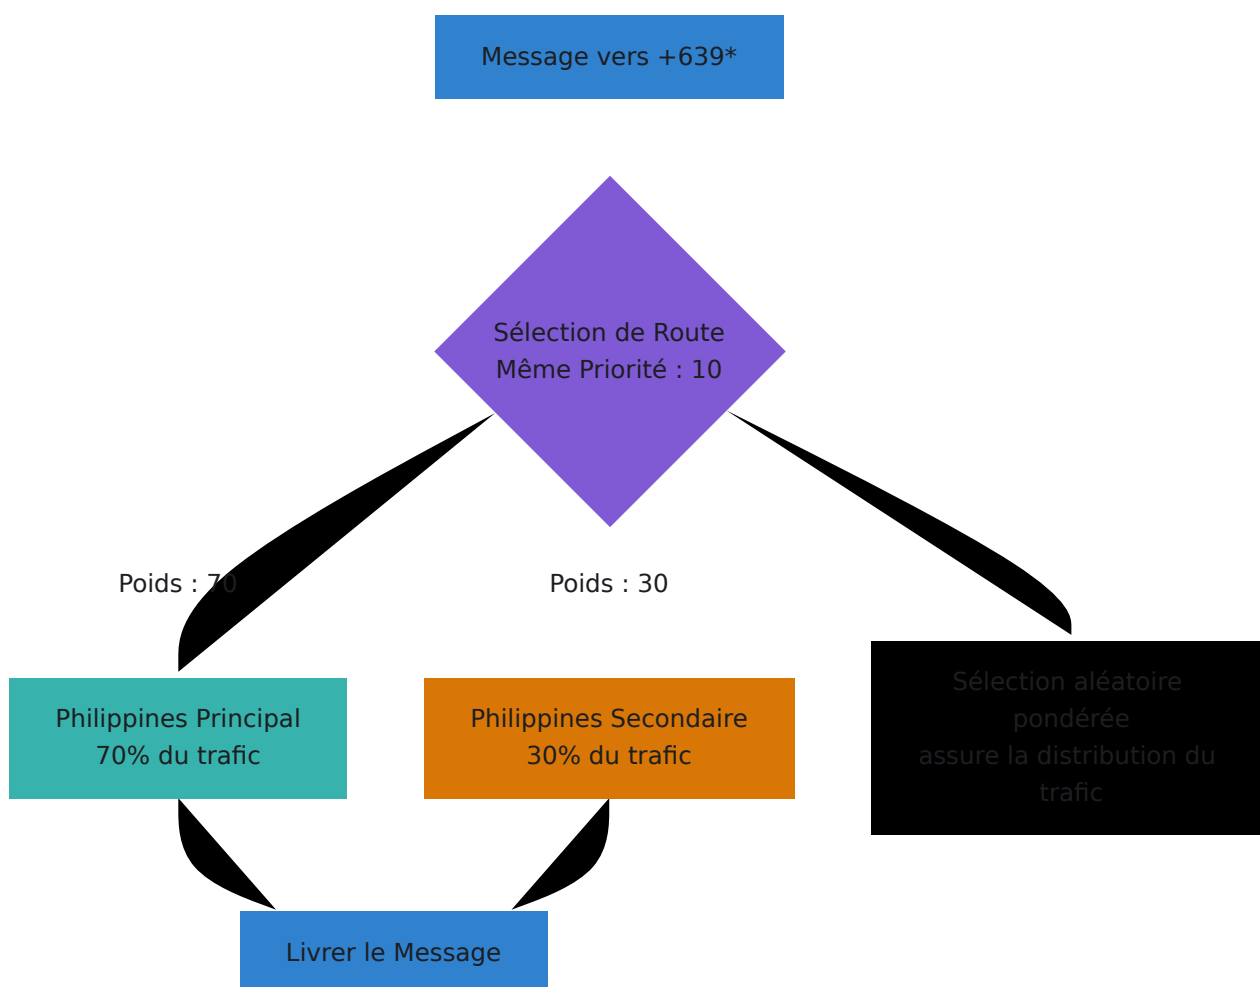 Message vers +639*
Sélection de Route
Même Priorité : 10
Poids : 70
Poids : 30
Philippines Principal
70% du trafic
Philippines Secondaire
30% du trafic
Sélection aléatoire
pondérée
assure la distribution du
trafic
Livrer le Message